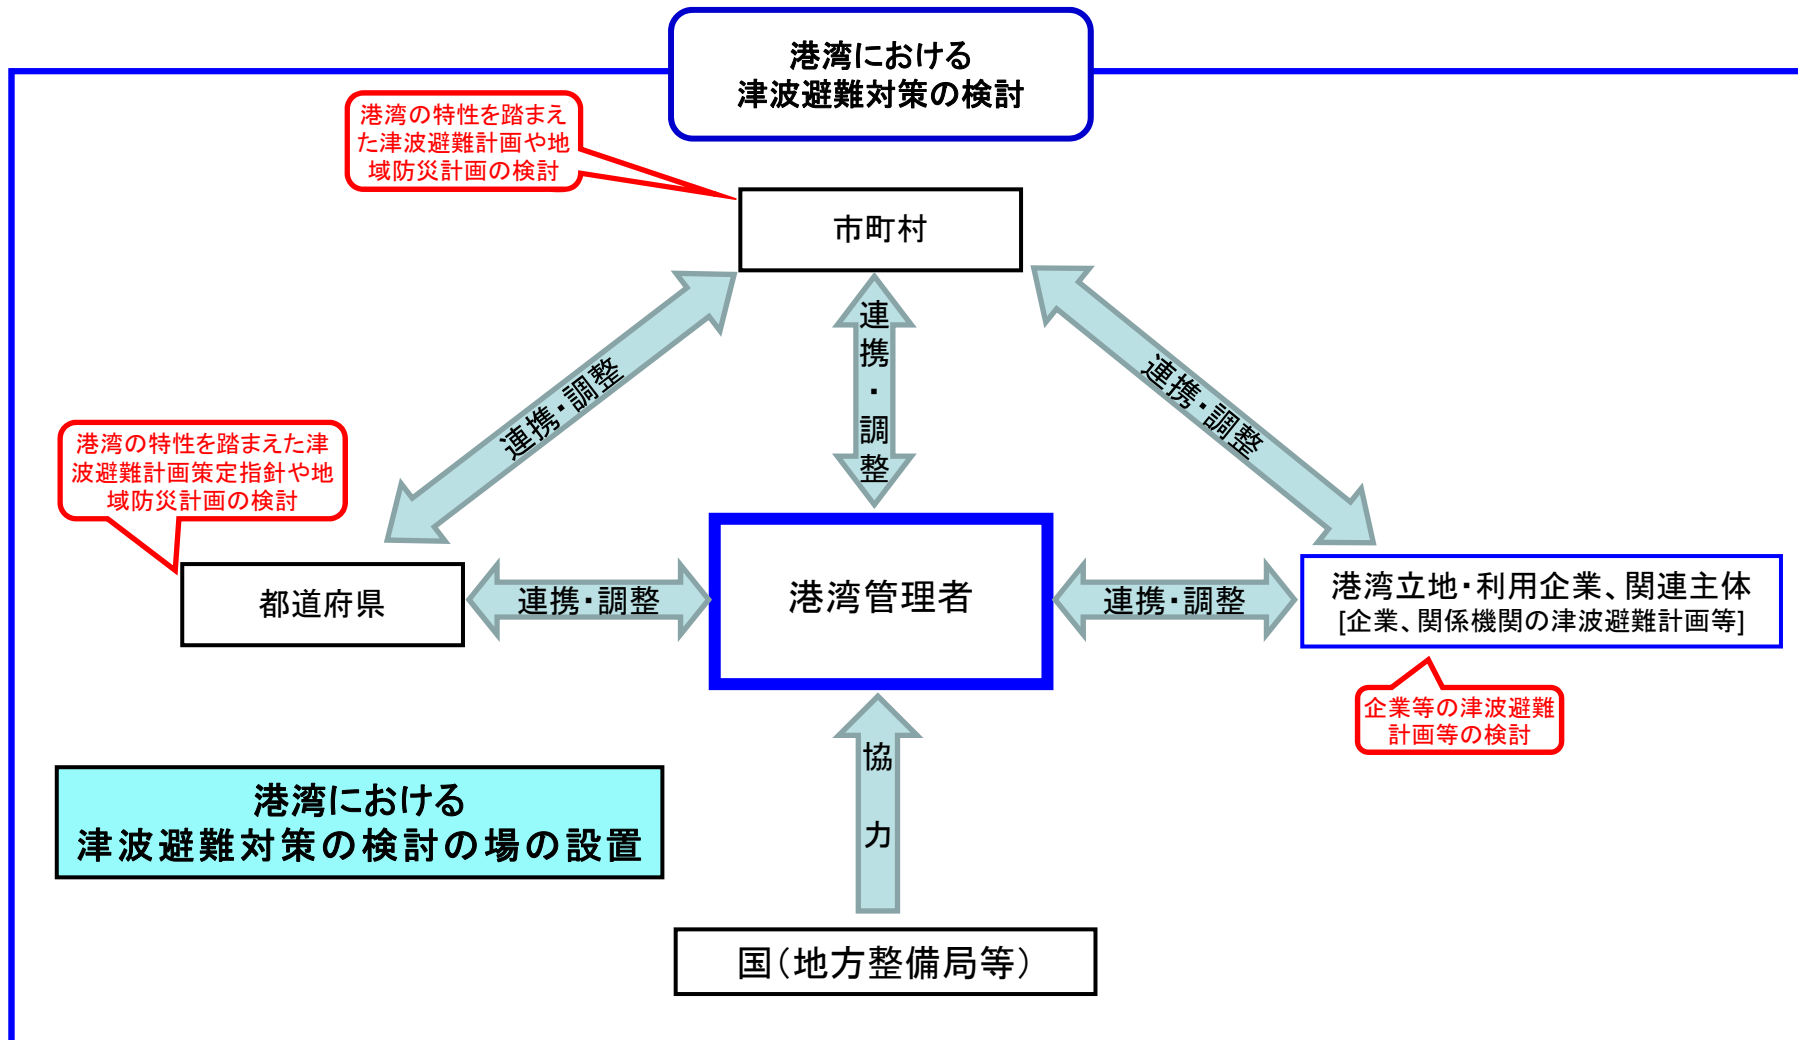 港湾における
津波避難対策の検討
港湾の特性を踏まえ
た津波避難計画や地
域防災計画の検討
市町村
連携・調整
連携・調整
連携・調整
港湾の特性を踏まえた津
波避難計画策定指針や地
域防災計画の検討
都道府県
連携・調整
港湾管理者
連携・調整
港湾立地・利用企業、関連主体
[企業、関係機関の津波避難計画等]
企業等の津波避難
計画等の検討
協力
港湾における
津波避難対策の検討の場の設置
国(地方整備局等)